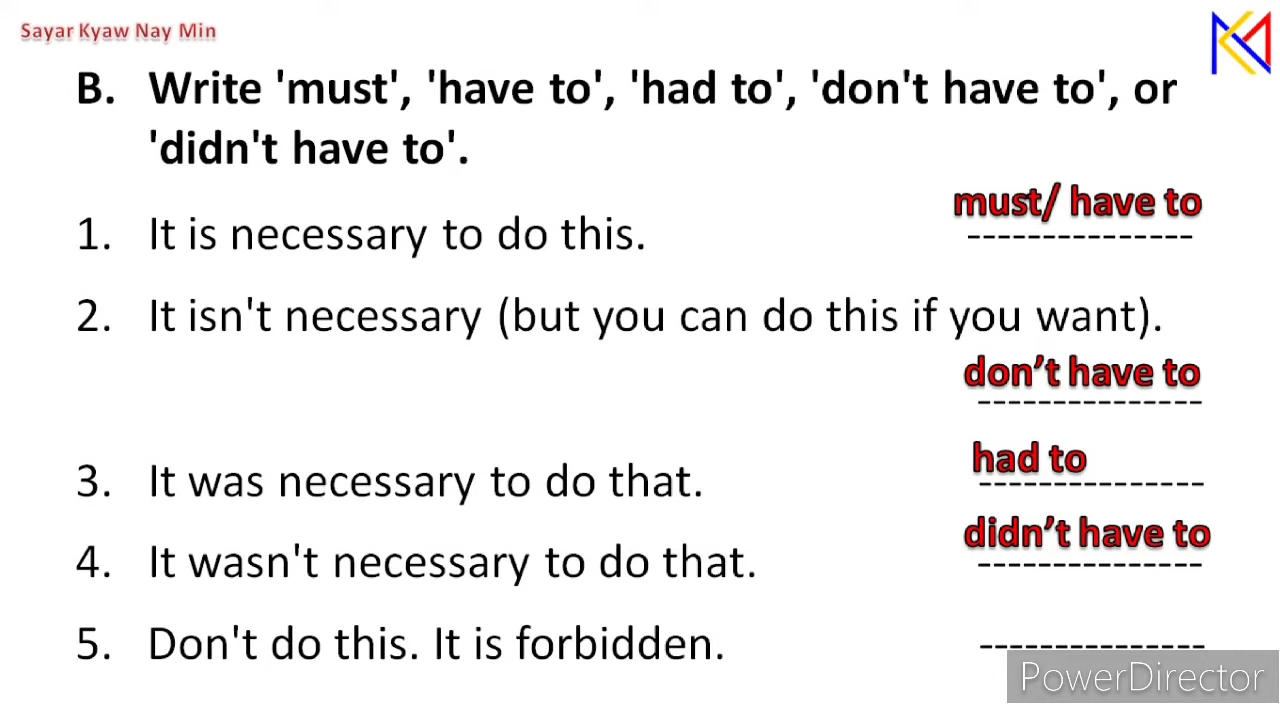 Sayar Kyaw Nay Min
B. Write 'must', 'have to', 'had to', 'don't have to', or
'didn't have to'.
must/ have to
1. It is necessary to do this. ---------------
2. It isn't necessary (but you can do this if you want).
don’t have to
---------------
had to
3. It was necessary to do that. ---------------
didn’t have to
4. It wasn't necessary to do that. ---------------
5. Don't do this. It is forbidden. ---------------
PowerDirector